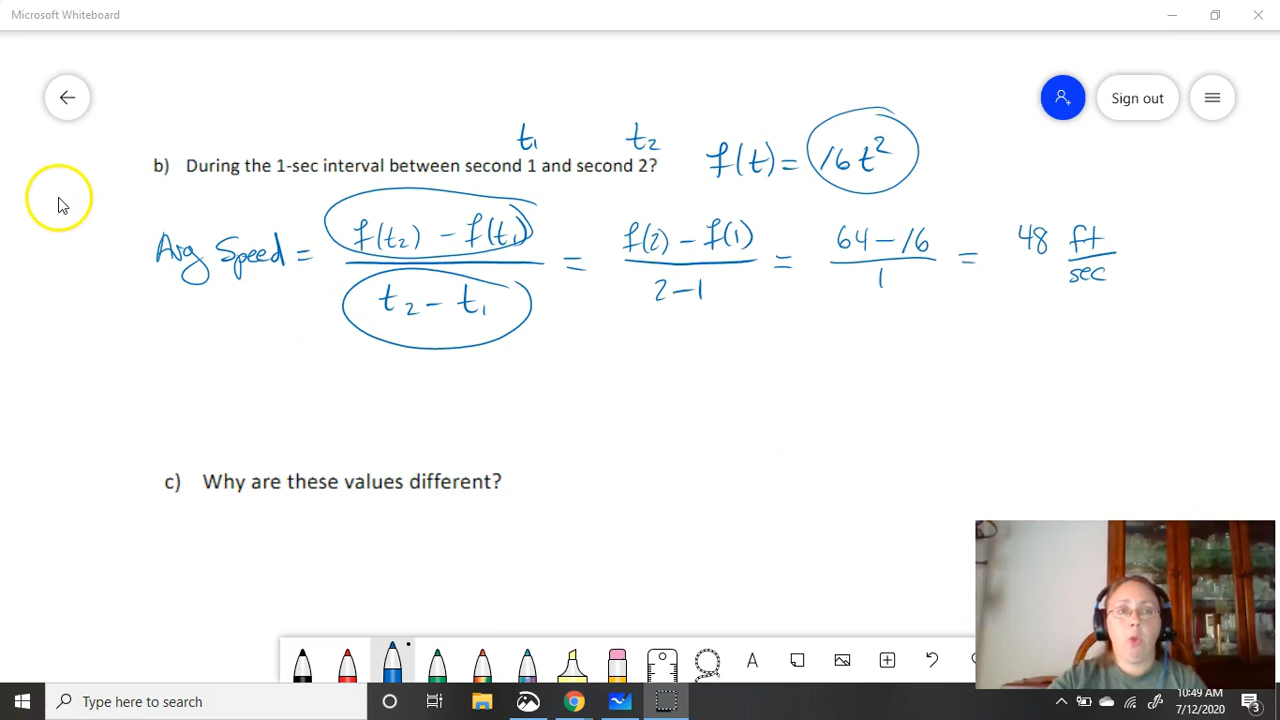 Microsoft Whiteboard
Sign out
t₁ t₂
b) During the 1-sec interval between second 1 and second 2? f(t) = 16t²
Avg Speed = f(t₂) - f(t₁) / t₂ - t₁ = f(2) - f(1) / 2 - 1 = 64 - 16 / 1 = 48 ft / sec
c) Why are these values different?
A
Type here to search
10:49 AM
7/12/2020
3